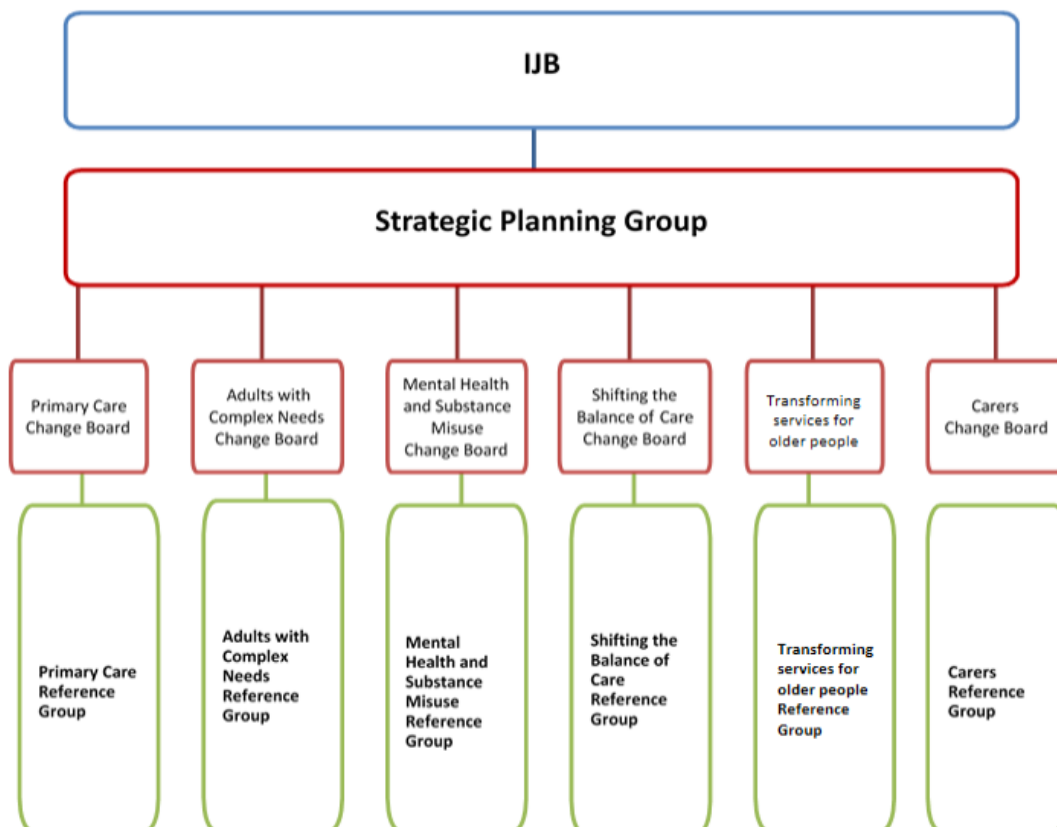 IJB
Strategic Planning Group
Primary Care
Change Board
Adults with
Complex Needs
Change Board
Mental Health
and Substance
Misuse
Change Board
Shifting the
Balance of Care
Change Board
Transforming
services for
older people
Carers
Change Board
Primary Care
Reference
Group
Adults with
Complex
Needs
Reference
Group
Mental
Health and
Substance
Misuse
Reference
Group
Shifting the
Balance of
Care
Reference
Group
Transforming
services for
older people
Reference
Group
Carers
Reference
Group